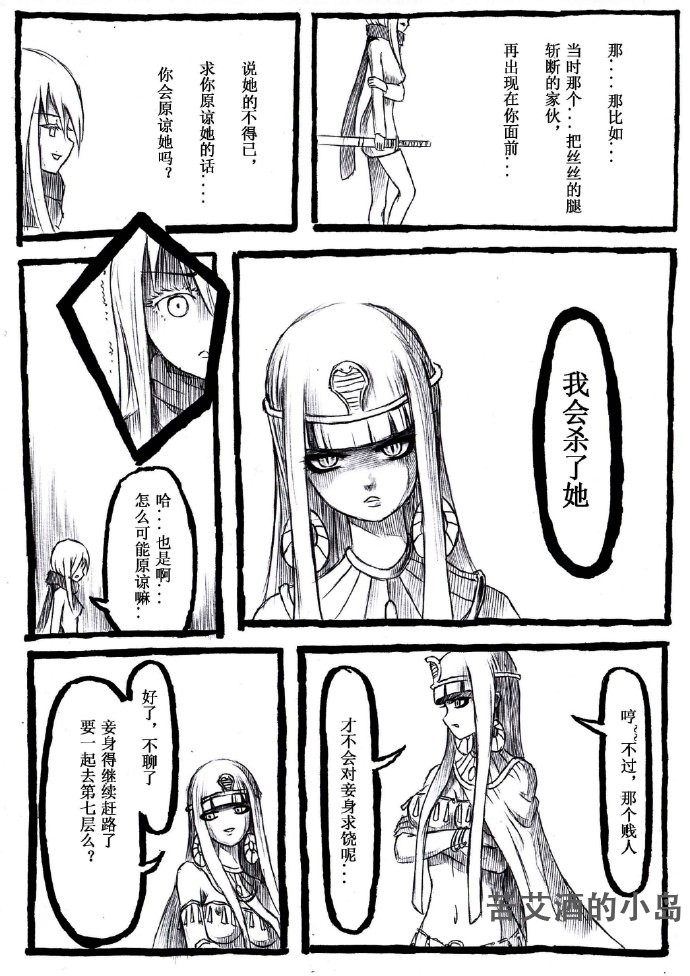 那....那比如...
当时那个...把丝丝的腿
斩断的家伙，
再出现在你面前...
说她的不得已，
求你原谅她的话....
你会原谅她吗？
我会杀了她
哈...也是啊....
怎么可能原谅嘛..
哼~~不过，那个贱人
才不会对妾身求饶呢...
好了，不聊了
妾身得继续赶路了
要一起去第七层么？
苦艾酒的小岛